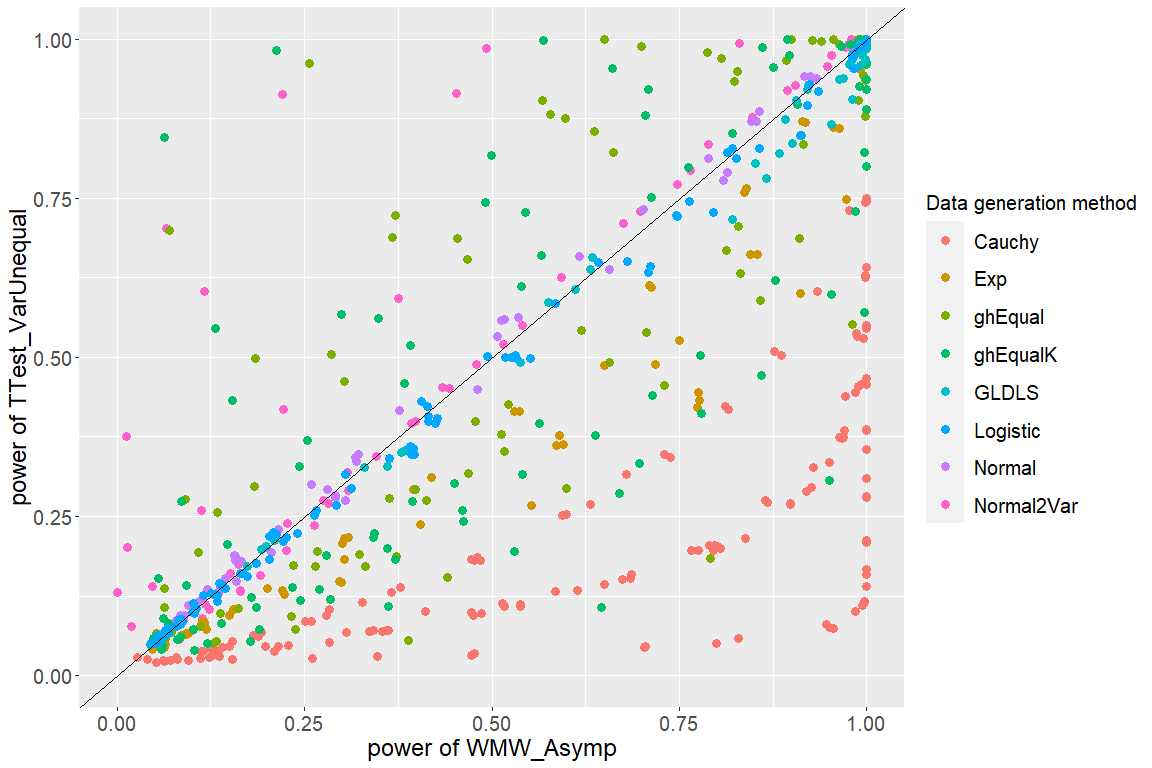 1.00
0.75
0.50
0.25
0.00
power of TTest_VarUnequal
0.00 0.25 0.50 0.75 1.00
power of WMW_Asymp
Data generation method
Cauchy
Exp
ghEqual
ghEqualK
GLDLS
Logistic
Normal
Normal2Var